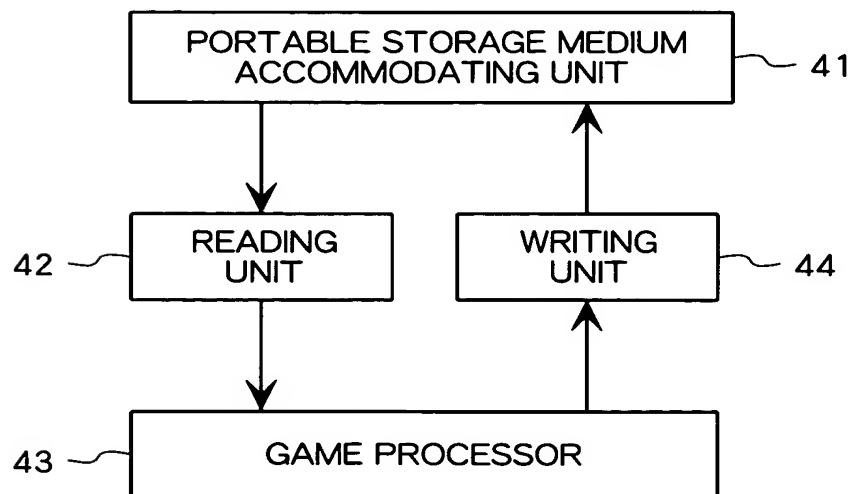 PORTABLE STORAGE MEDIUM
ACCOMMODATING UNIT
41
READING
UNIT
42
WRITING
UNIT
44
GAME PROCESSOR
43